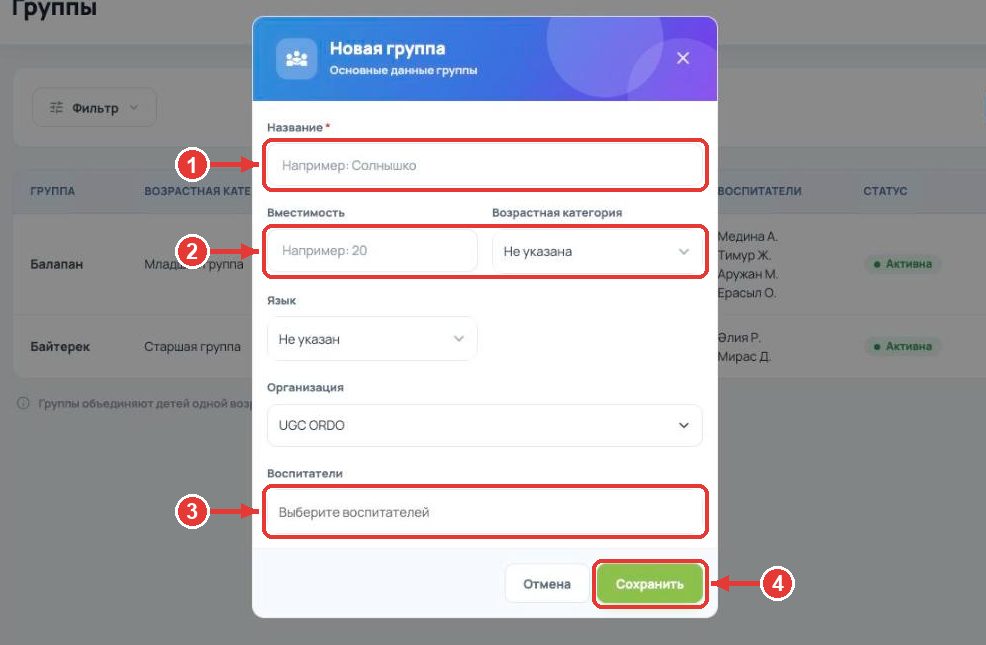 Группы
Новая группа
Основные данные группы
Фильтр
Название *
1
Например: Солнышко
ГРУППА
ВОЗРАСТНАЯ КАТЕ
ВОСПИТАТЕЛИ
СТАТУС
Вместимость
Возрастная категория
2
Например: 20
Не указана
Балапан
Младшая группа
Медина А.
Тимур Ж.
Аружан М.
Ерасыл О.
Активна
Язык
Не указан
Байтерек
Старшая группа
Әлия Р.
Мирас Д.
Активна
Организация
UGC ORDO
Группы объединяют детей одной воз
Воспитатели
3
Выберите воспитателей
Отмена
Сохранить
4